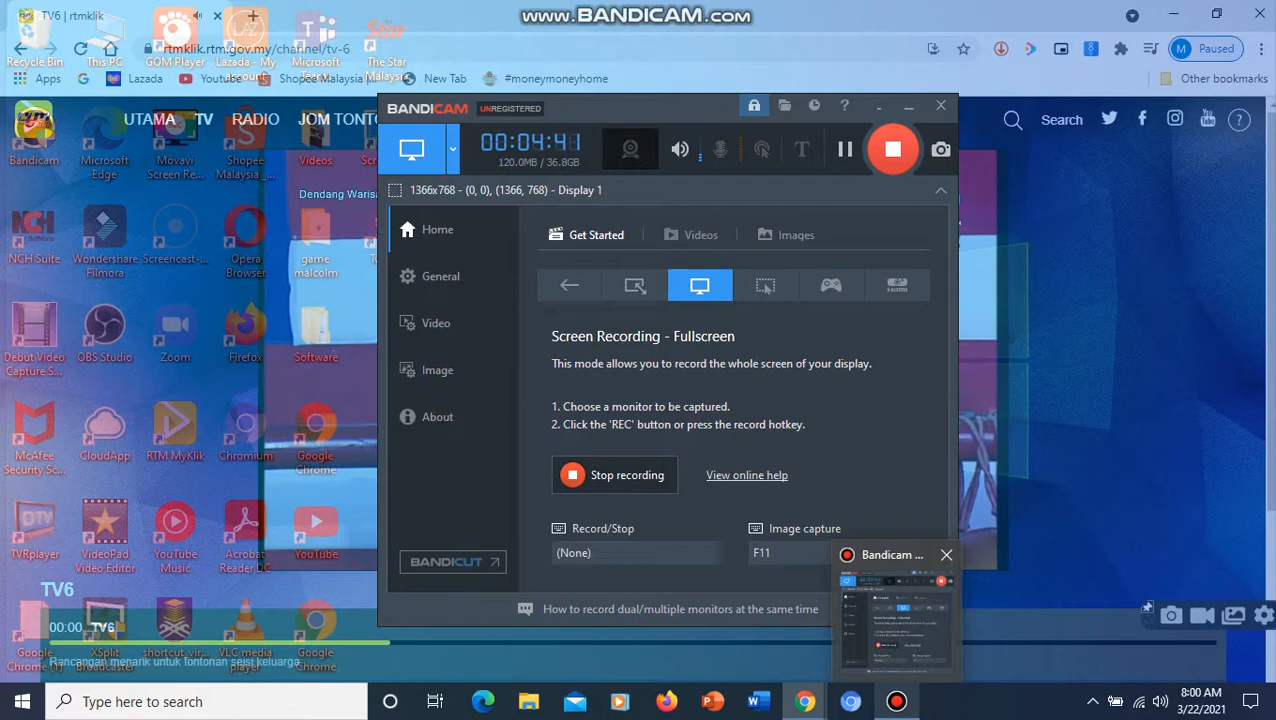 www.BANDICAM.com
TV6 | rtmklik
rtmklik.rtm.gov.my/channel/tv-6
M Paused
Apps
Lazada
Youtube
Shopee Malaysia
New Tab
#moneymoneyhome
Other bookmarks
UTAMA TV RADIO JOM TONTO
Search
Recycle Bin
This PC
GOM Player
Lazada - My account
Microsoft Teams
The Star Malaysia
Bandicam
Microsoft Edge
Movavi Screen Re...
Shopee Malaysia _...
Videos
Dendang Warisa
NCH Suite
Wondershare Filmora
Screencast-...
Opera Browser
game malcolm
Debut Video Capture S...
OBS Studio
Zoom
Firefox
Software
McAfee Security Sc...
CloudApp
RTM MyKlik
Chromium
Google Chrome
TVRplayer
VideoPad Video Editor
YouTube Music
Acrobat Reader DC
YouTube
TV6
00:00
TV6
Google Chrome (1)
XSplit Broadcaster
shortcut_vir...
VLC media player
Google Chrome
Rancangan menarik untuk tontonan seisi keluarga
BANDICAM UNREGISTERED
00:04:41
120.0MB / 36.8GB
1366x768 - (0, 0), (1366, 768) - Display 1
Home
General
Video
Image
About
BANDICUT
Get Started
Videos
Images
Screen Recording - Fullscreen
This mode allows you to record the whole screen of your display.
1. Choose a monitor to be captured.
2. Click the 'REC' button or press the record hotkey.
Stop recording
View online help
Record/Stop
Image capture
(None)
F11
How to record dual/multiple monitors at the same time
Bandicam ...
Type here to search
8:00 AM
3/22/2021